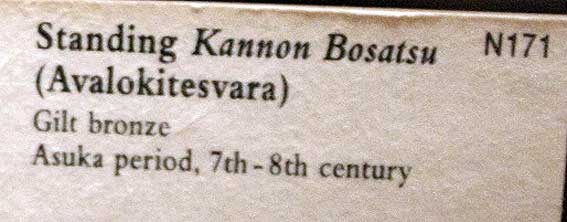 Standing Kannon Bosatsu N171
(Avalokitesvara)
Gilt bronze
Asuka period, 7th-8th century